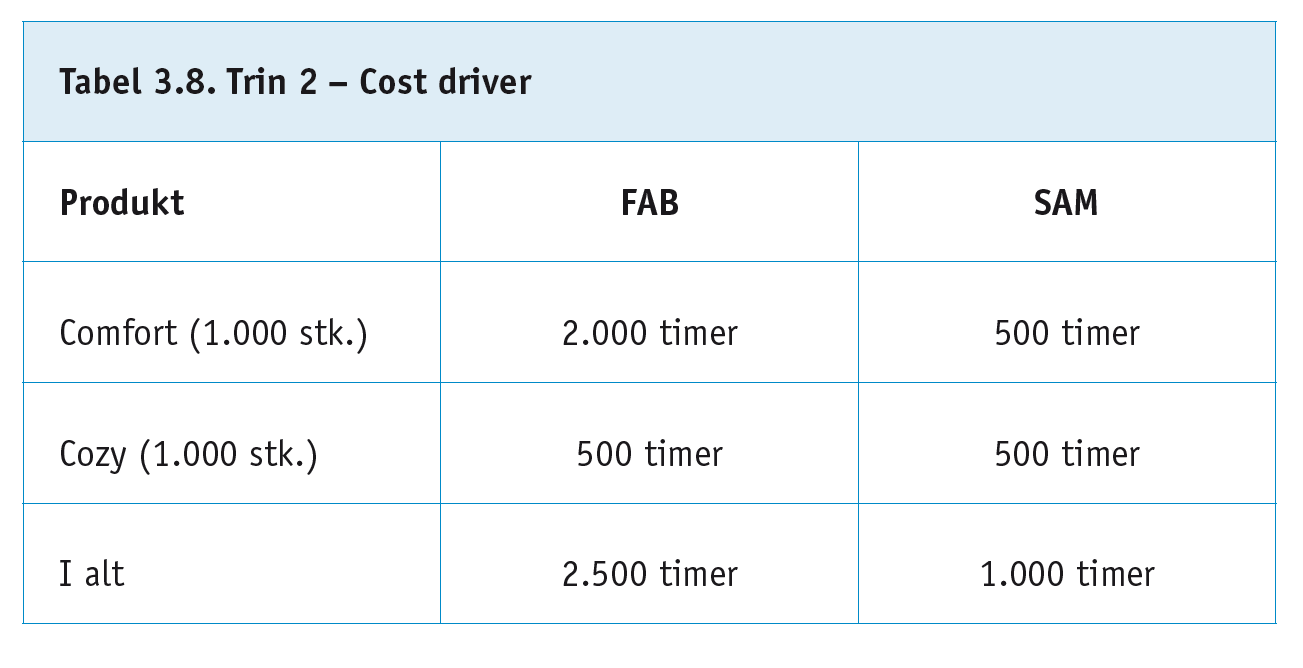 Tabel 3.8. Trin 2 – Cost driver
Produkt FAB SAM
Comfort (1.000 stk.) 2.000 timer 500 timer
Cozy (1.000 stk.) 500 timer 500 timer
I alt 2.500 timer 1.000 timer